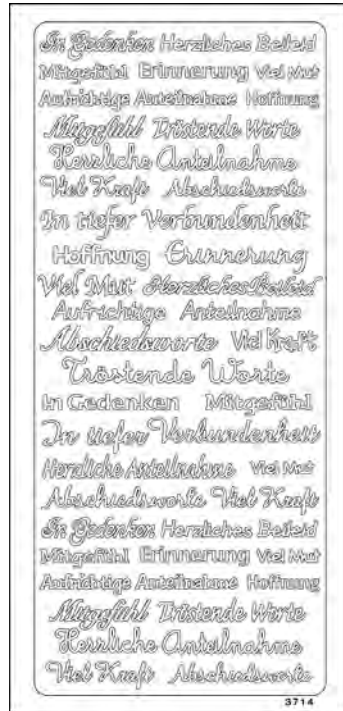 In Gedenken Herzliches Beileid
Mitgefühl Erinnerung Viel Mut
Aufrichtige Anteilnahme Hoffnung
Mitgefühl Tröstende Worte
Herzliche Anteilnahme
Viel Kraft Abschiedsworte
In tiefer Verbundenheit
Hoffnung Erinnerung
Viel Mut Herzliches Beileid
Aufrichtige Anteilnahme
Abschiedsworte Viel Kraft
Tröstende Worte
In Gedenken Mitgefühl
In tiefer Verbundenheit
Herzliche Anteilnahme Viel Mut
Abschiedsworte Viel Kraft
In Gedenken Herzliches Beileid
Mitgefühl Erinnerung Viel Mut
Aufrichtige Anteilnahme Hoffnung
Mitgefühl Tröstende Worte
Herzliche Anteilnahme
Viel Kraft Abschiedsworte
3714